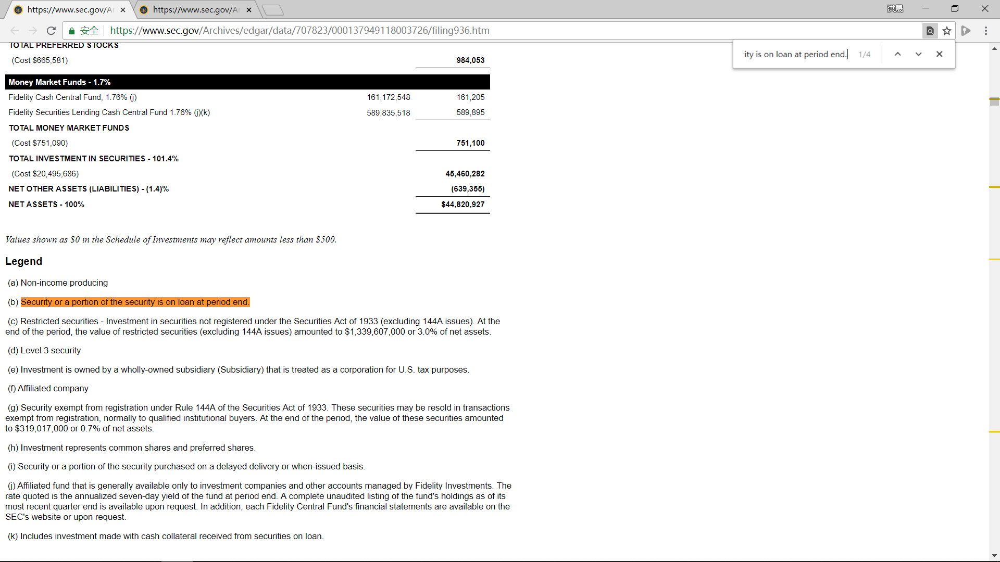 https://www.sec.gov/Ar
https://www.sec.gov/Ar
洪晟
安全
https://www.sec.gov/Archives/edgar/data/707823/000137949118003726/filing936.htm
ity is on loan at period end.
1/4
TOTAL PREFERRED STOCKS
(Cost $665,581) 984,053
Money Market Funds - 1.7%
Fidelity Cash Central Fund, 1.76% (j) 161,172,548 161,205
Fidelity Securities Lending Cash Central Fund 1.76% (j)(k) 589,835,518 589,895
TOTAL MONEY MARKET FUNDS
(Cost $751,090) 751,100
TOTAL INVESTMENT IN SECURITIES - 101.4%
(Cost $20,495,686) 45,460,282
NET OTHER ASSETS (LIABILITIES) - (1.4)% (639,355)
NET ASSETS - 100% $44,820,927
Values shown as $0 in the Schedule of Investments may reflect amounts less than $500.
Legend
(a) Non-income producing
(b) Security or a portion of the security is on loan at period end.
(c) Restricted securities - Investment in securities not registered under the Securities Act of 1933 (excluding 144A issues). At the
end of the period, the value of restricted securities (excluding 144A issues) amounted to $1,339,607,000 or 3.0% of net assets.
(d) Level 3 security
(e) Investment is owned by a wholly-owned subsidiary (Subsidiary) that is treated as a corporation for U.S. tax purposes.
(f) Affiliated company
(g) Security exempt from registration under Rule 144A of the Securities Act of 1933. These securities may be resold in transactions
exempt from registration, normally to qualified institutional buyers. At the end of the period, the value of these securities amounted
to $319,017,000 or 0.7% of net assets.
(h) Investment represents common shares and preferred shares.
(i) Security or a portion of the security purchased on a delayed delivery or when-issued basis.
(j) Affiliated fund that is generally available only to investment companies and other accounts managed by Fidelity Investments. The
rate quoted is the annualized seven-day yield of the fund at period end. A complete unaudited listing of the fund's holdings as of its
most recent quarter end is available upon request. In addition, each Fidelity Central Fund's financial statements are available on the
SEC's website or upon request.
(k) Includes investment made with cash collateral received from securities on loan.